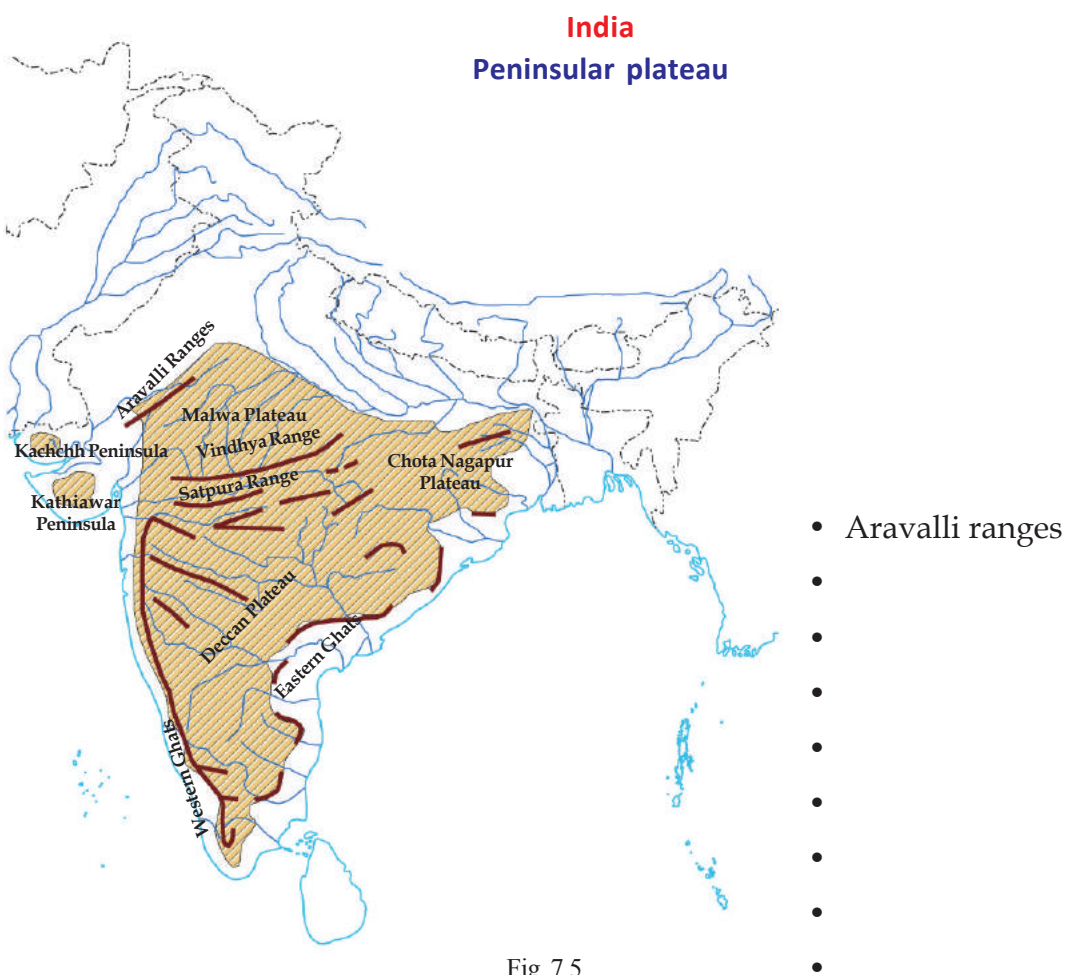 India
Peninsular plateau
Aravalli Ranges
Malwa Plateau
Vindhya Range
Kachchh Peninsula
Satpura Range
Chota Nagapur
Plateau
Kathiawar
Peninsula
• Aravalli ranges
•
•
•
•
•
•
•
•
Deccan Plateau
Eastern Ghats
Western Ghats
Fig. 7.5